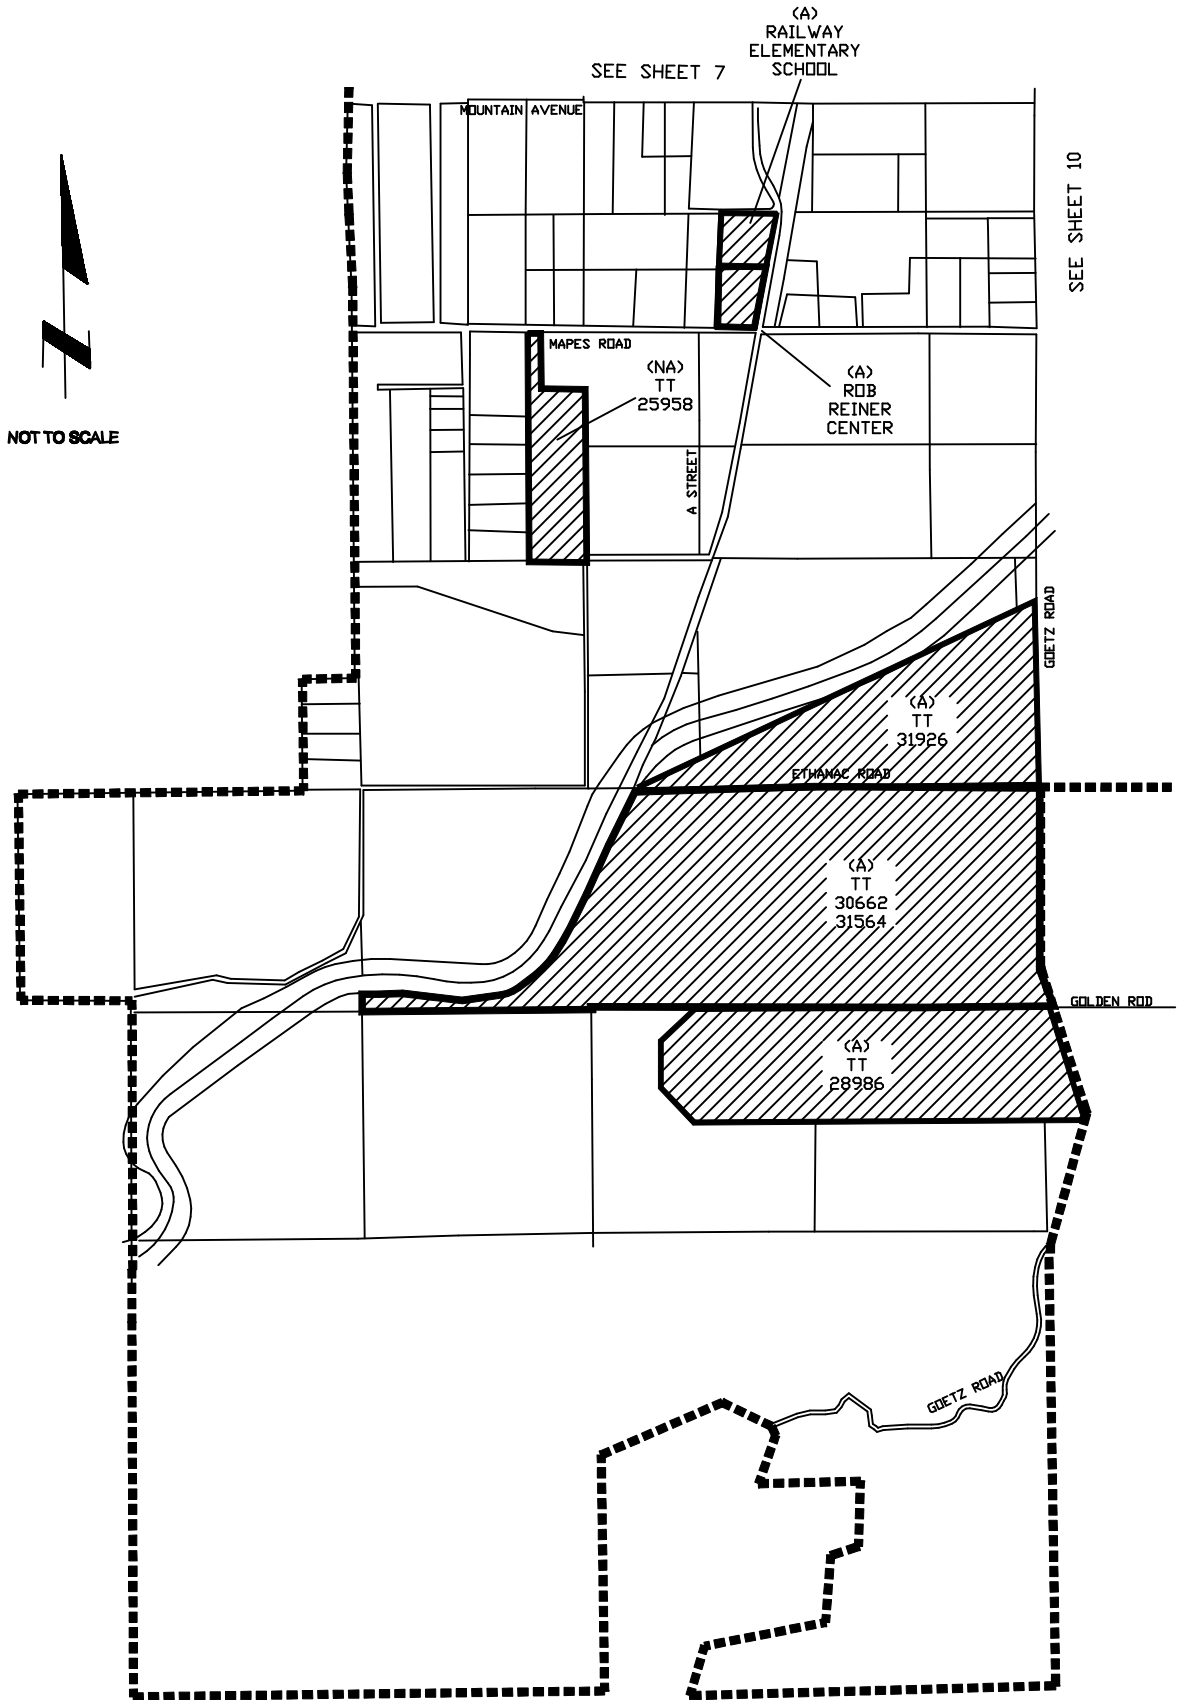 (A)
RAILWAY
ELEMENTARY
SCHOOL
SEE SHEET 7
MOUNTAIN AVENUE
SEE SHEET 10
MAPES ROAD
(NA)
TT
25958
(A)
ROB
REINER
CENTER
NOT TO SCALE
A STREET
GOETZ ROAD
(A)
TT
31926
ETHANAC ROAD
(A)
TT
30662
31564
GOLDEN ROD
(A)
TT
28986
GOETZ ROAD